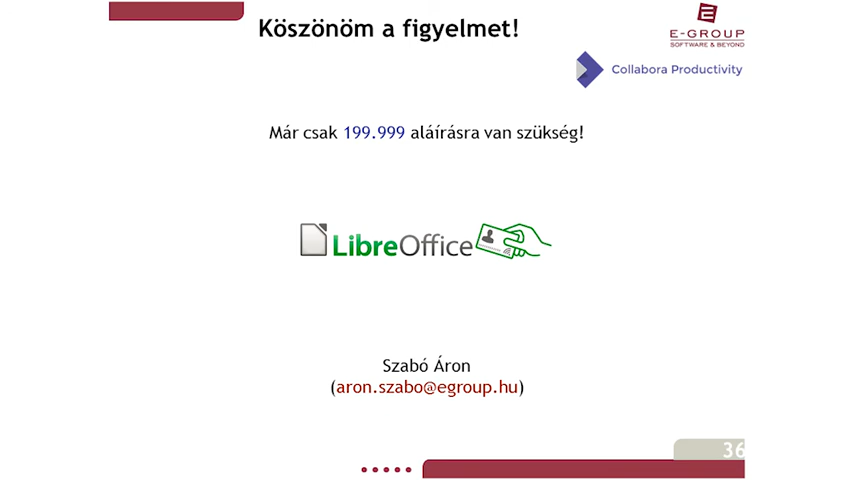 Köszönöm a figyelmet!
E-GROUP
SOFTWARE & BEYOND
Collabora Productivity
Már csak 199.999 aláírásra van szükség!
LibreOffice
Szabó Áron
(aron.szabo@egroup.hu)
36